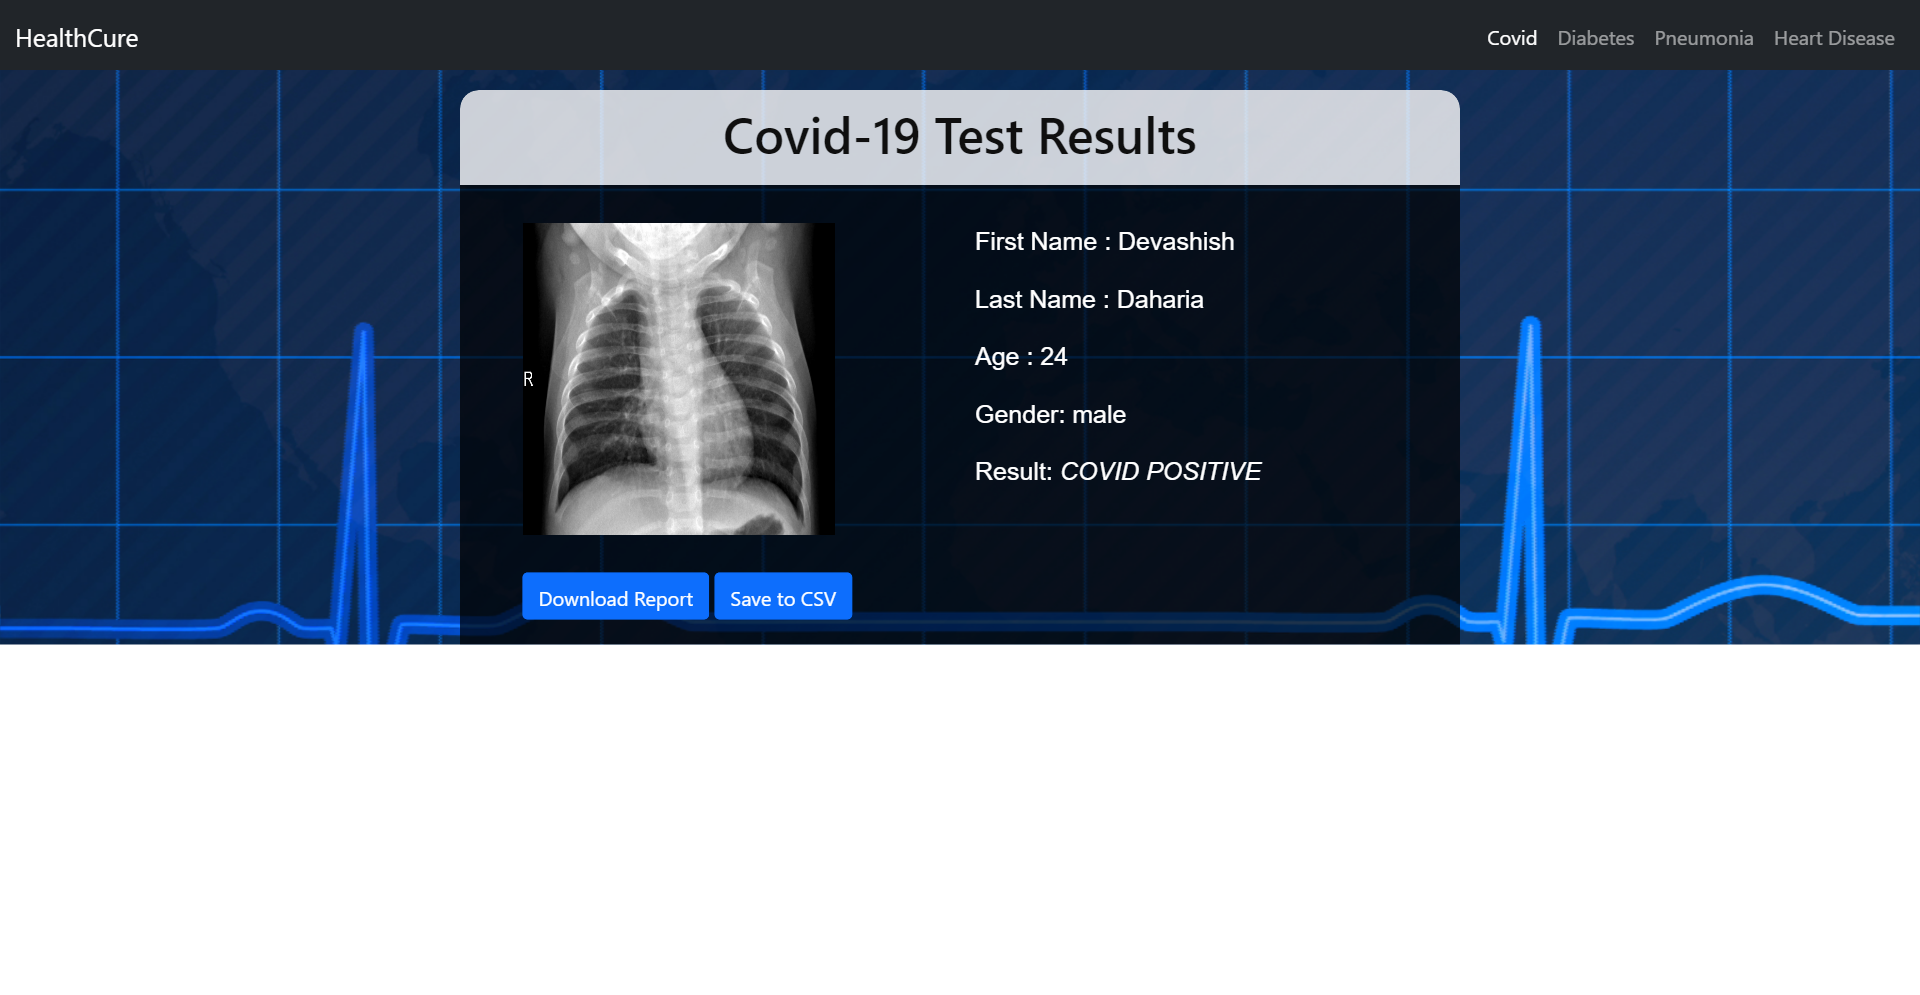 HealthCure
Covid Diabetes Pneumonia Heart Disease
Covid-19 Test Results
R
First Name : Devashish
Last Name : Daharia
Age : 24
Gender: male
Result: COVID POSITIVE
Download Report
Save to CSV